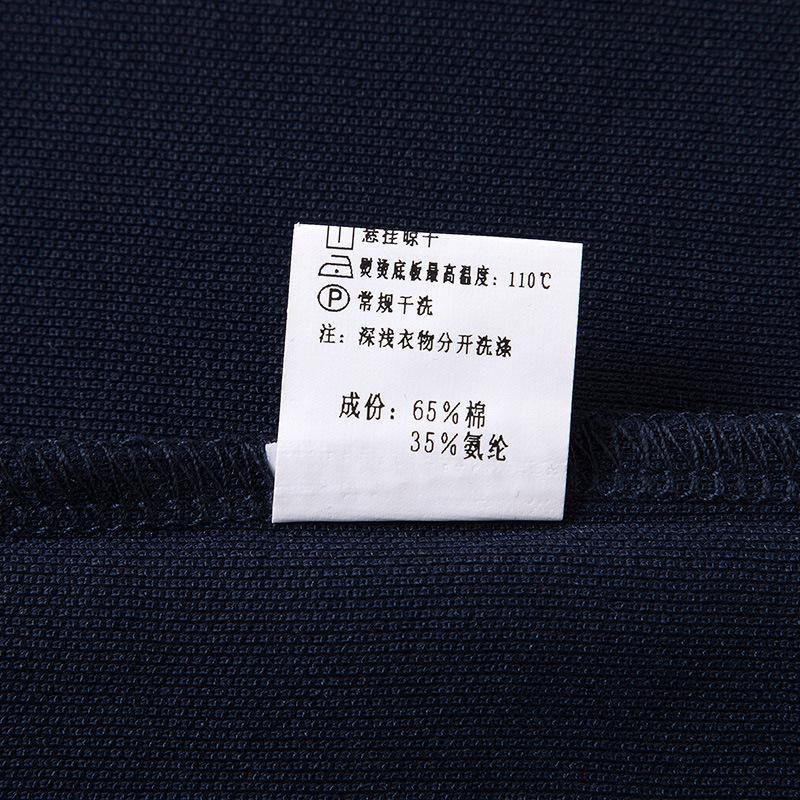 悬挂晾干
熨烫底板最高温度：110℃
P 常规干洗
注：深浅衣物分开洗涤
成份：65%棉
35%氨纶